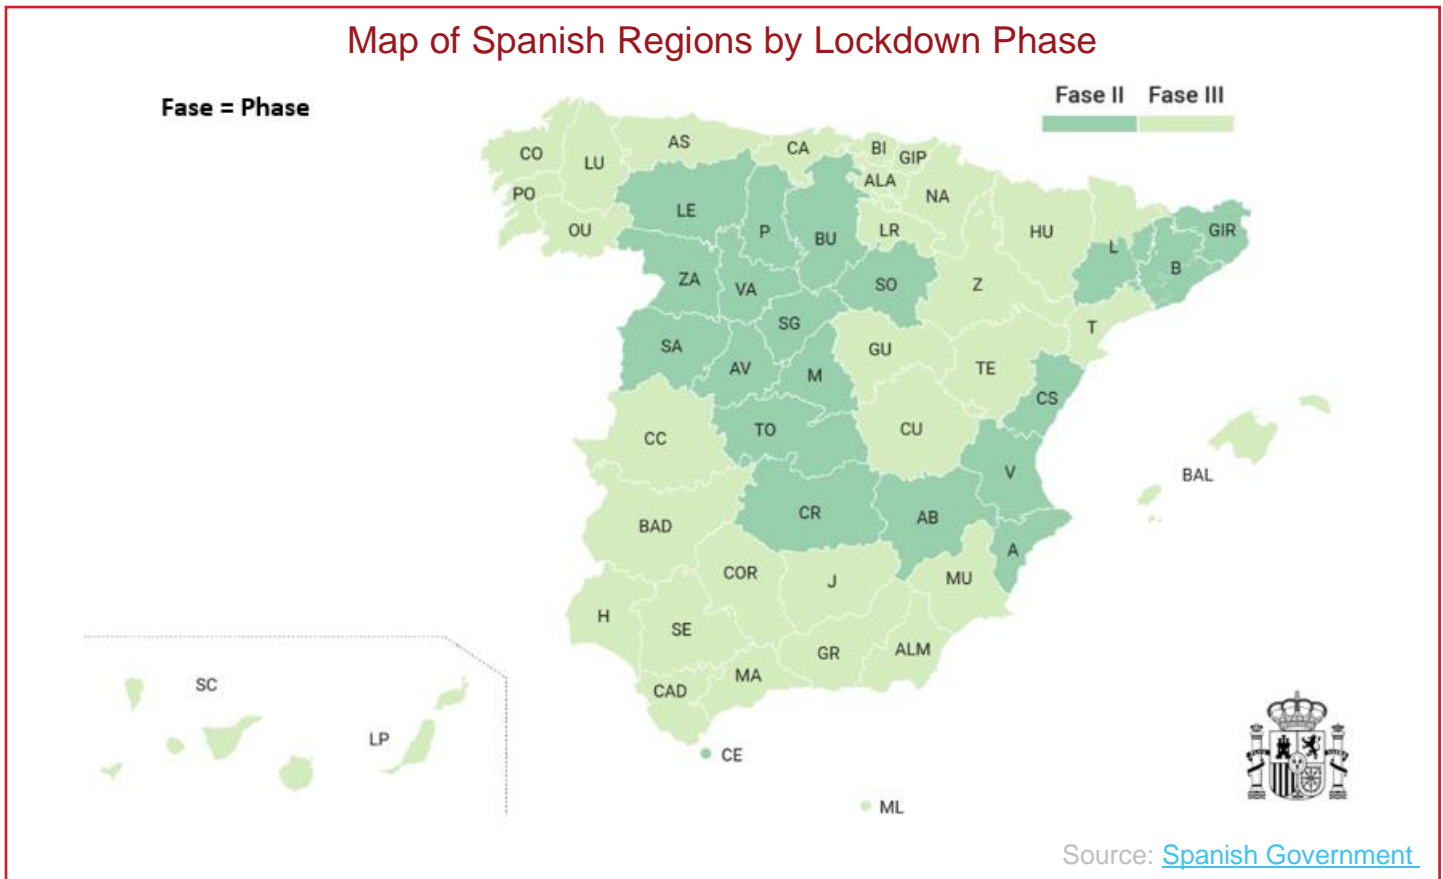 Map of Spanish Regions by Lockdown Phase
Fase = Phase
Fase II Fase III
CO
LU
AS
CA
BI
GIP
PO
ALA
NA
OU
LE
P
BU
LR
HU
L
GIR
B
ZA
VA
SO
Z
SG
T
SA
AV
M
GU
TE
CS
CC
TO
CU
V
BAL
BAD
CR
AB
A
COR
J
MU
H
SE
GR
ALM
MA
CAD
SC
LP
CE
ML
Source: Spanish Government